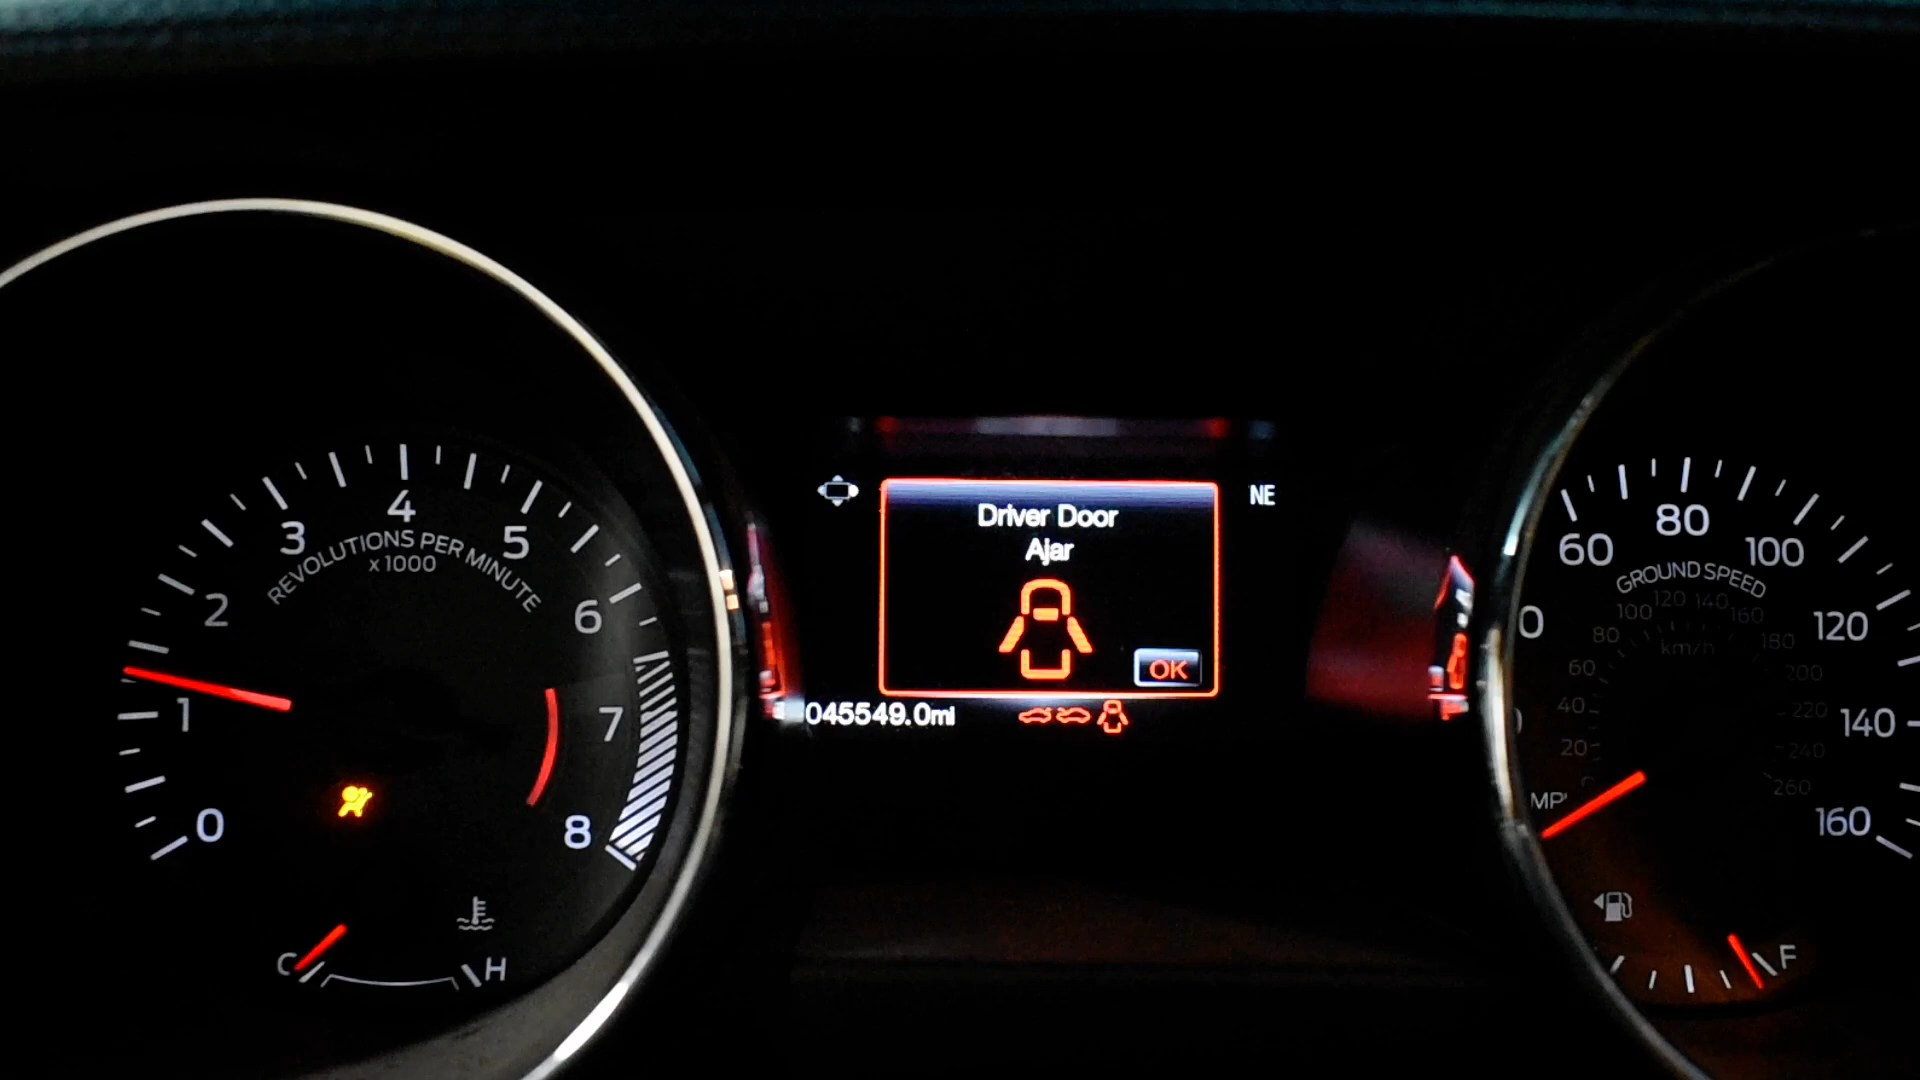 0
1
2
3
4
5
6
7
8
REVOLUTIONS PER MINUTE
x1000
C
H
NE
Driver Door
Ajar
OK
045549.0mi
60
80
100
120
140
160
GROUND SPEED
20
40
60
80
100
120
140
160
180
200
220
240
260
km/h
F